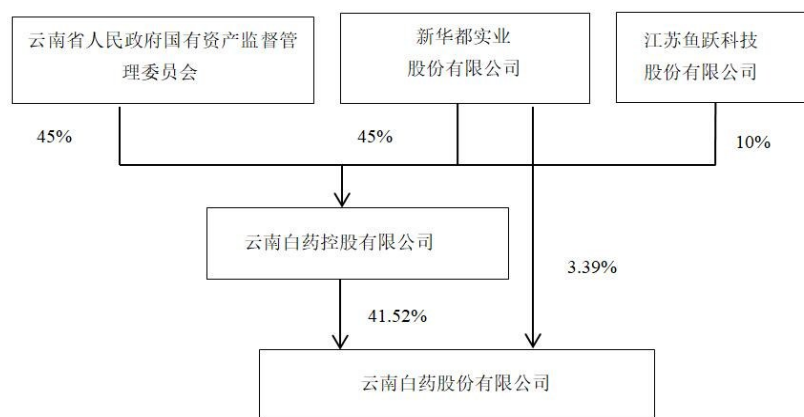 云南省人民政府国有资产监督管
理委员会
新华都实业
股份有限公司
江苏鱼跃科技
股份有限公司
45%
45%
10%
云南白药控股有限公司
3.39%
41.52%
云南白药股份有限公司